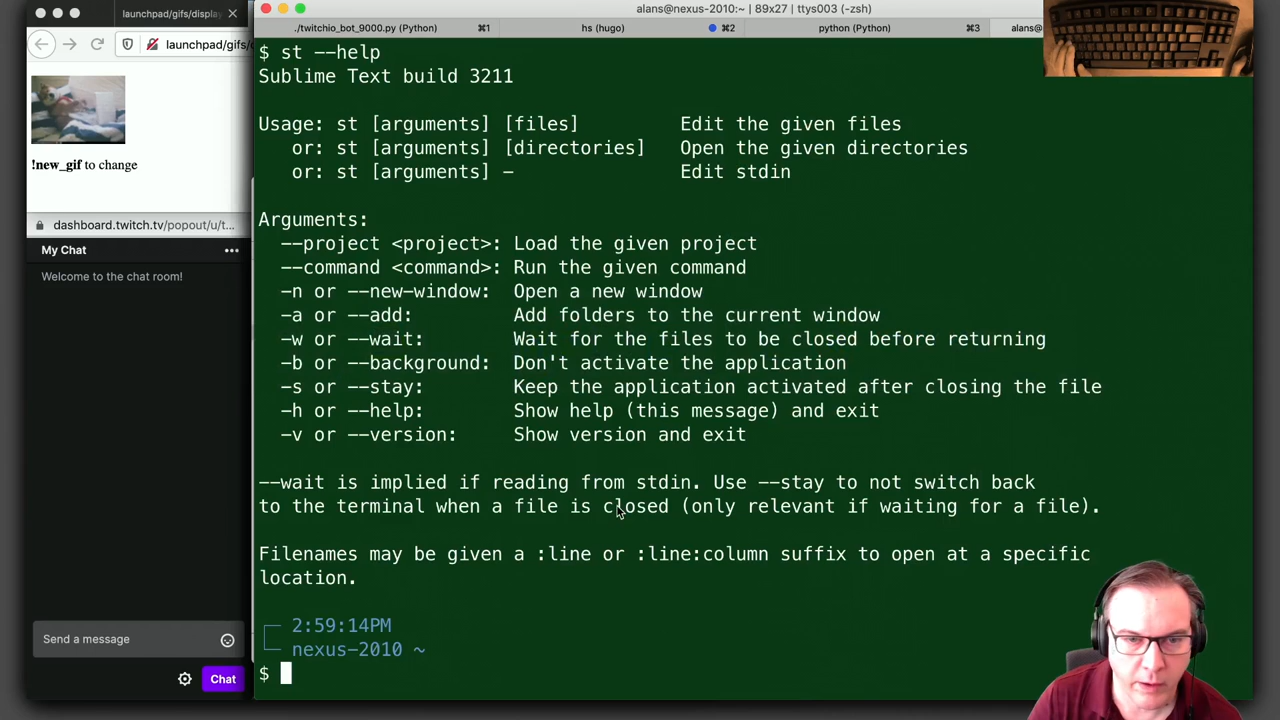 launchpad/gifs/display
launchpad/gifs/
!new_gif to change
dashboard.twitch.tv/popout/u/t...
My Chat
Welcome to the chat room!
Send a message
Chat
alans@nexus-2010:~ | 89x27 | ttys003 (-zsh)
./twitchio_bot_9000.py (Python) ⌘1
hs (hugo) ⌘2
python (Python) ⌘3
alans@
$ st --help
Sublime Text build 3211
Usage: st [arguments] [files] Edit the given files
or: st [arguments] [directories] Open the given directories
or: st [arguments] - Edit stdin
Arguments:
--project <project>: Load the given project
--command <command>: Run the given command
-n or --new-window: Open a new window
-a or --add: Add folders to the current window
-w or --wait: Wait for the files to be closed before returning
-b or --background: Don't activate the application
-s or --stay: Keep the application activated after closing the file
-h or --help: Show help (this message) and exit
-v or --version: Show version and exit
--wait is implied if reading from stdin. Use --stay to not switch back
to the terminal when a file is closed (only relevant if waiting for a file).
Filenames may be given a :line or :line:column suffix to open at a specific
location.
2:59:14PM
nexus-2010 ~
$